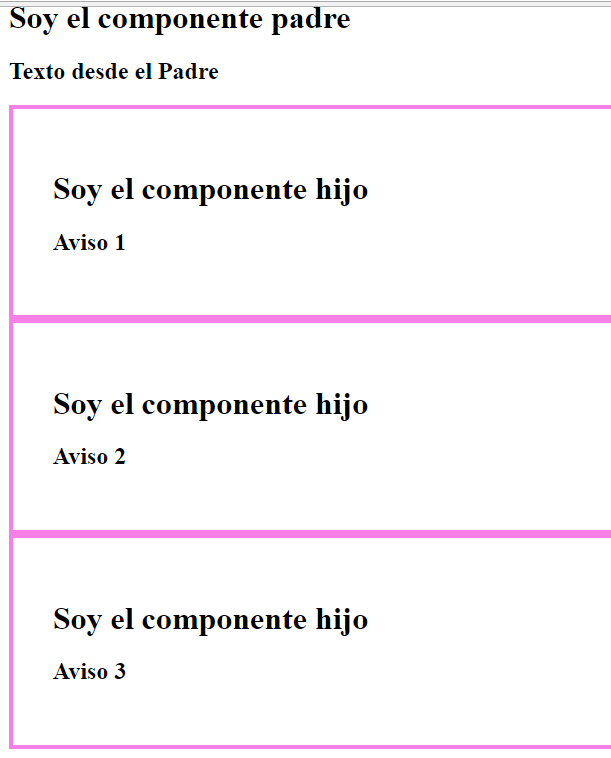 Soy el componente padre
Texto desde el Padre
Soy el componente hijo
Aviso 1
Soy el componente hijo
Aviso 2
Soy el componente hijo
Aviso 3